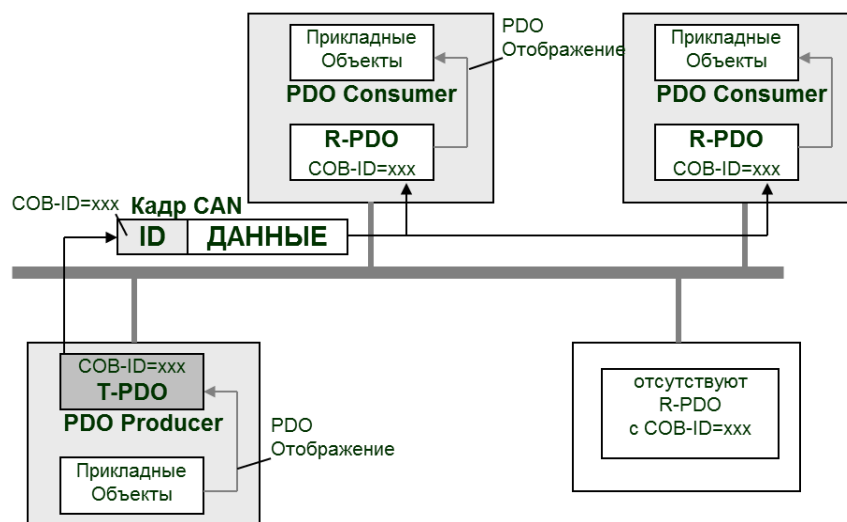 Прикладные
Объекты
PDO
Отображение
PDO Consumer
R-PDO
COB-ID=xxx
Прикладные
Объекты
PDO Consumer
R-PDO
COB-ID=xxx
COB-ID=xxx
Кадр CAN
ID
ДАННЫЕ
COB-ID=xxx
T-PDO
PDO Producer
Прикладные
Объекты
PDO
Отображение
отсутствуют
R-PDO
с COB-ID=xxx